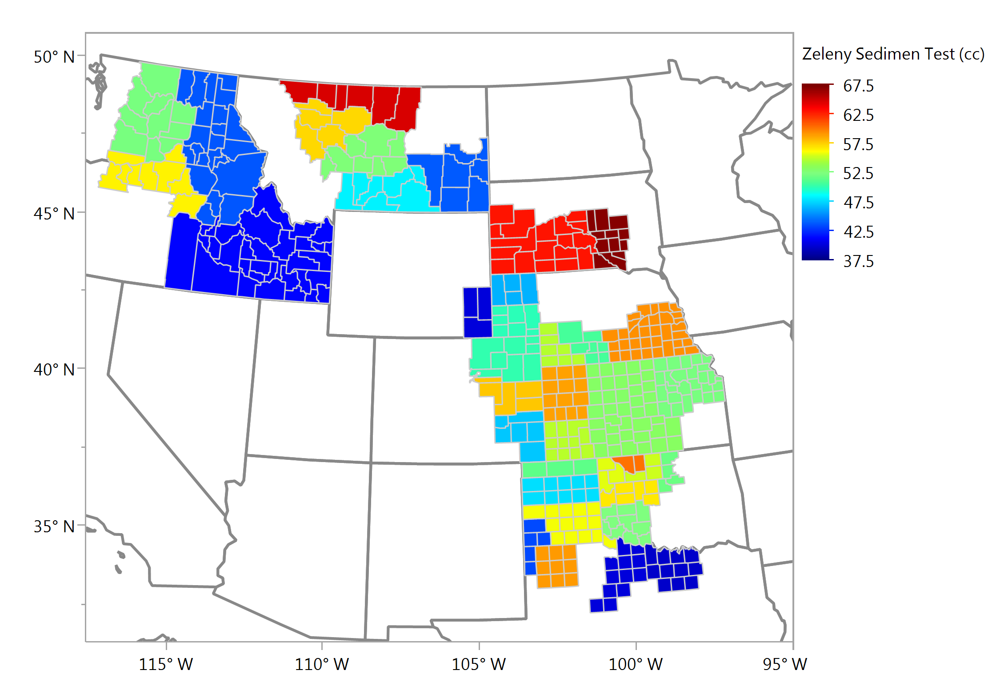 Zeleny Sedimen Test (cc)
67.5
62.5
57.5
52.5
47.5
42.5
37.5
50° N
45° N
40° N
35° N
115° W
110° W
105° W
100° W
95° W